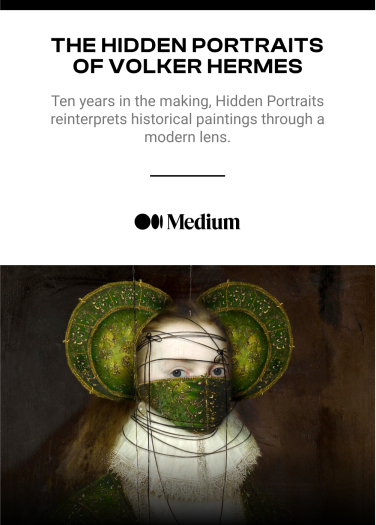 THE HIDDEN PORTRAITS
OF VOLKER HERMES
Ten years in the making, Hidden Portraits
reinterprets historical paintings through a
modern lens.
Medium